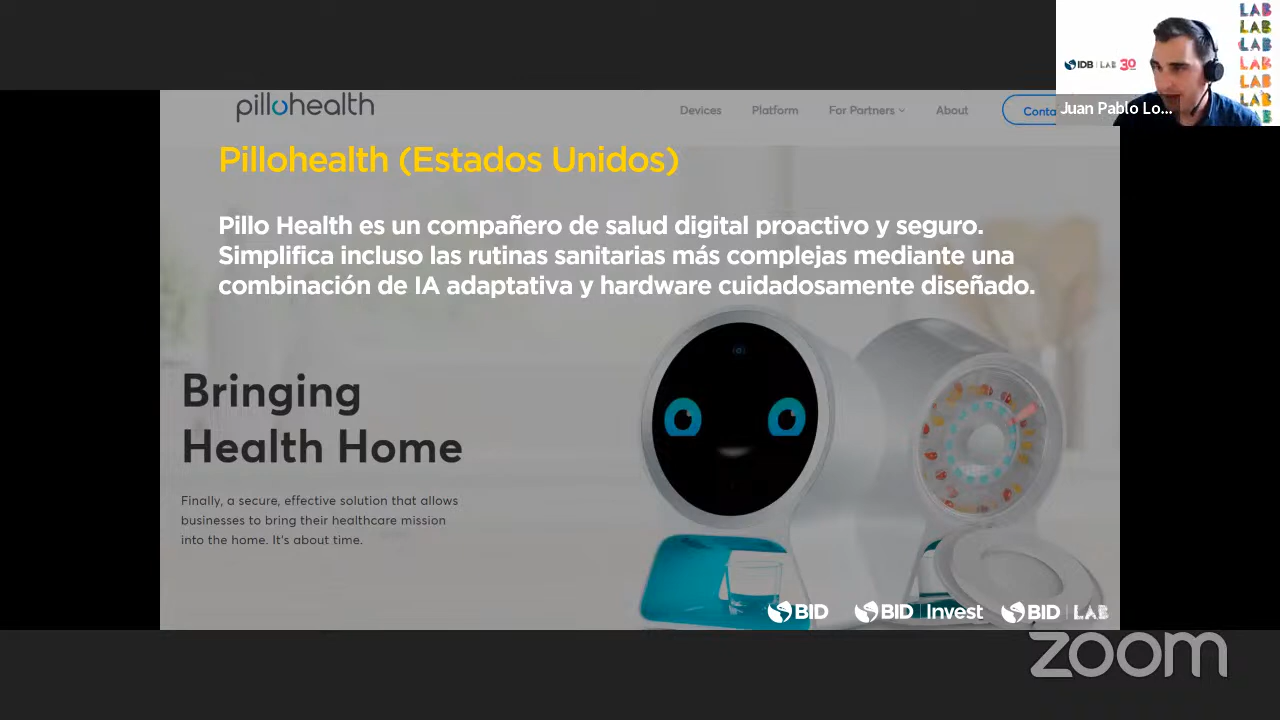 LAB
LAB
LAB
LAB
LAB
LAB
LAB
IDB | LAB 30
Juan Pablo Lo...
pillohealth
Devices Platform For Partners About Conta
Pillohealth (Estados Unidos)
Pillo Health es un compañero de salud digital proactivo y seguro.
Simplifica incluso las rutinas sanitarias más complejas mediante una
combinación de IA adaptativa y hardware cuidadosamente diseñado.
Bringing
Health Home
Finally, a secure, effective solution that allows
businesses to bring their healthcare mission
into the home. It's about time.
BID BID | Invest BID | LAB
zoom